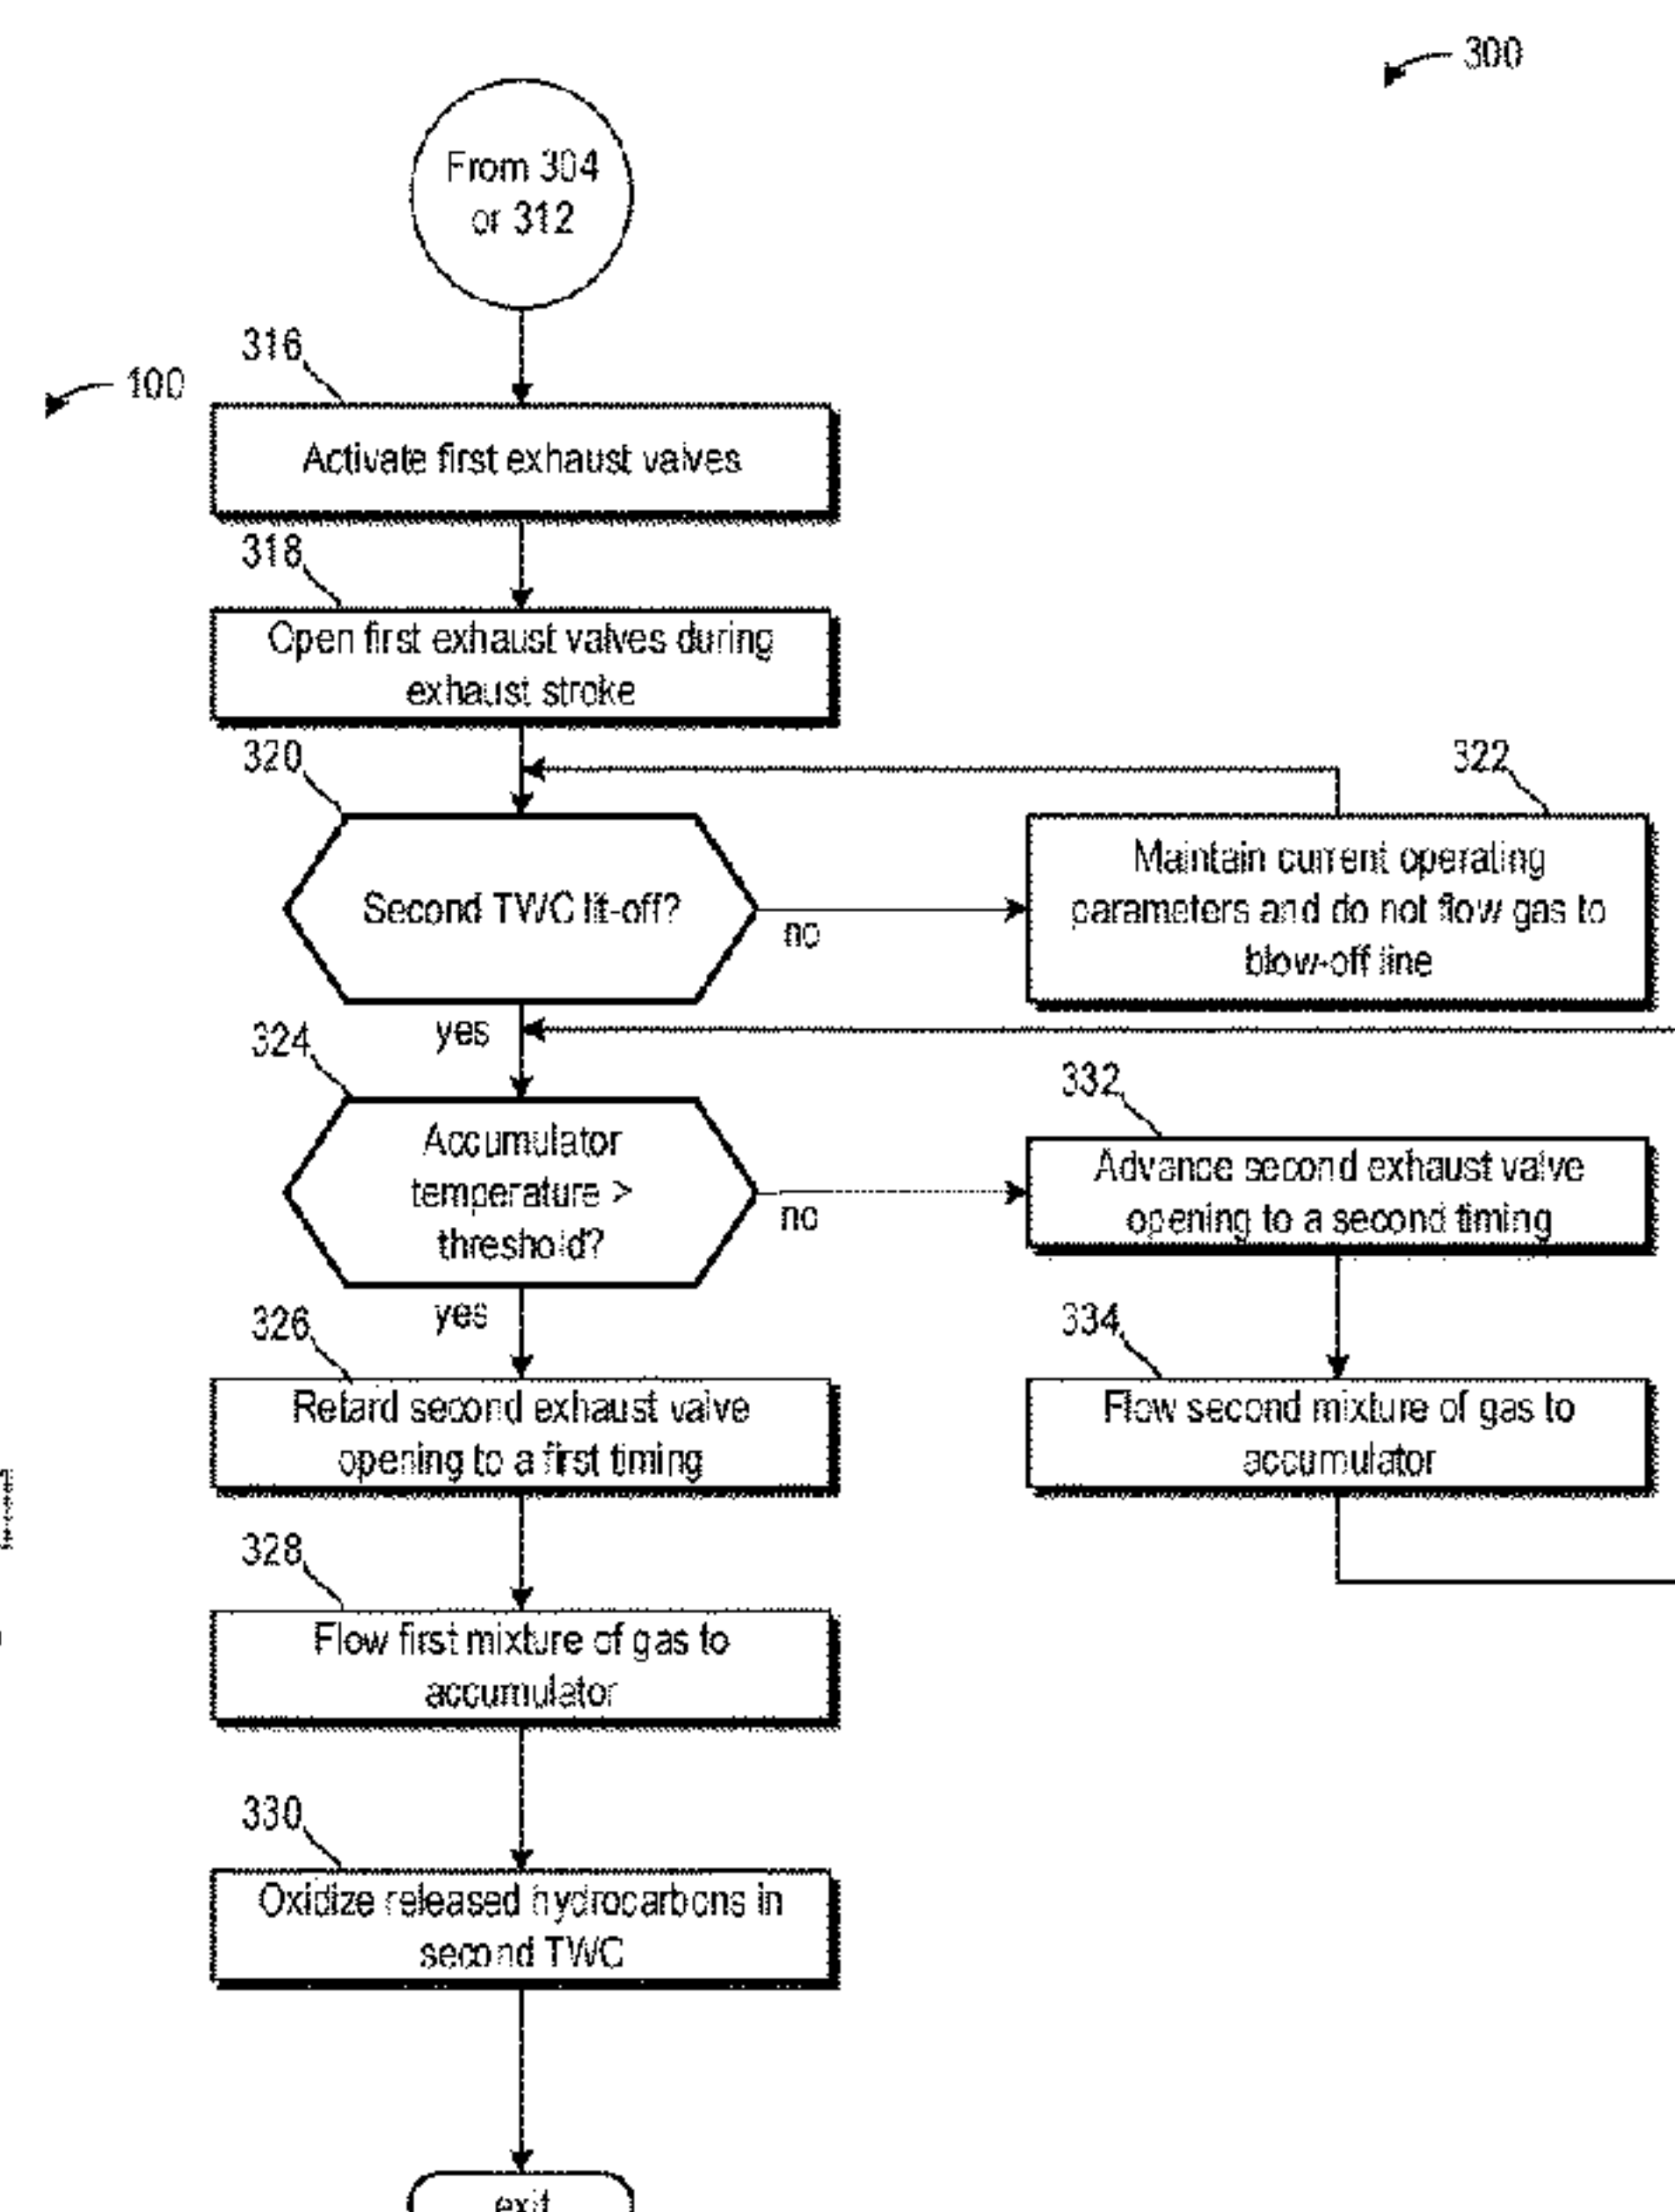 300
From 304
or 312
100
316
Activate first exhaust valves
318
Open first exhaust valves during
exhaust stroke
320
Second TWC lit-off?
no
322
Maintain current operating
parameters and do not flow gas to
blow-off line
yes
324
Accumulator
temperature >
threshold?
no
332
Advance second exhaust valve
opening to a second timing
yes
326
Retard second exhaust valve
opening to a first timing
334
Flow second mixture of gas to
accumulator
328
Flow first mixture of gas to
accumulator
330
Oxidize released hydrocarbons in
second TWC
exit